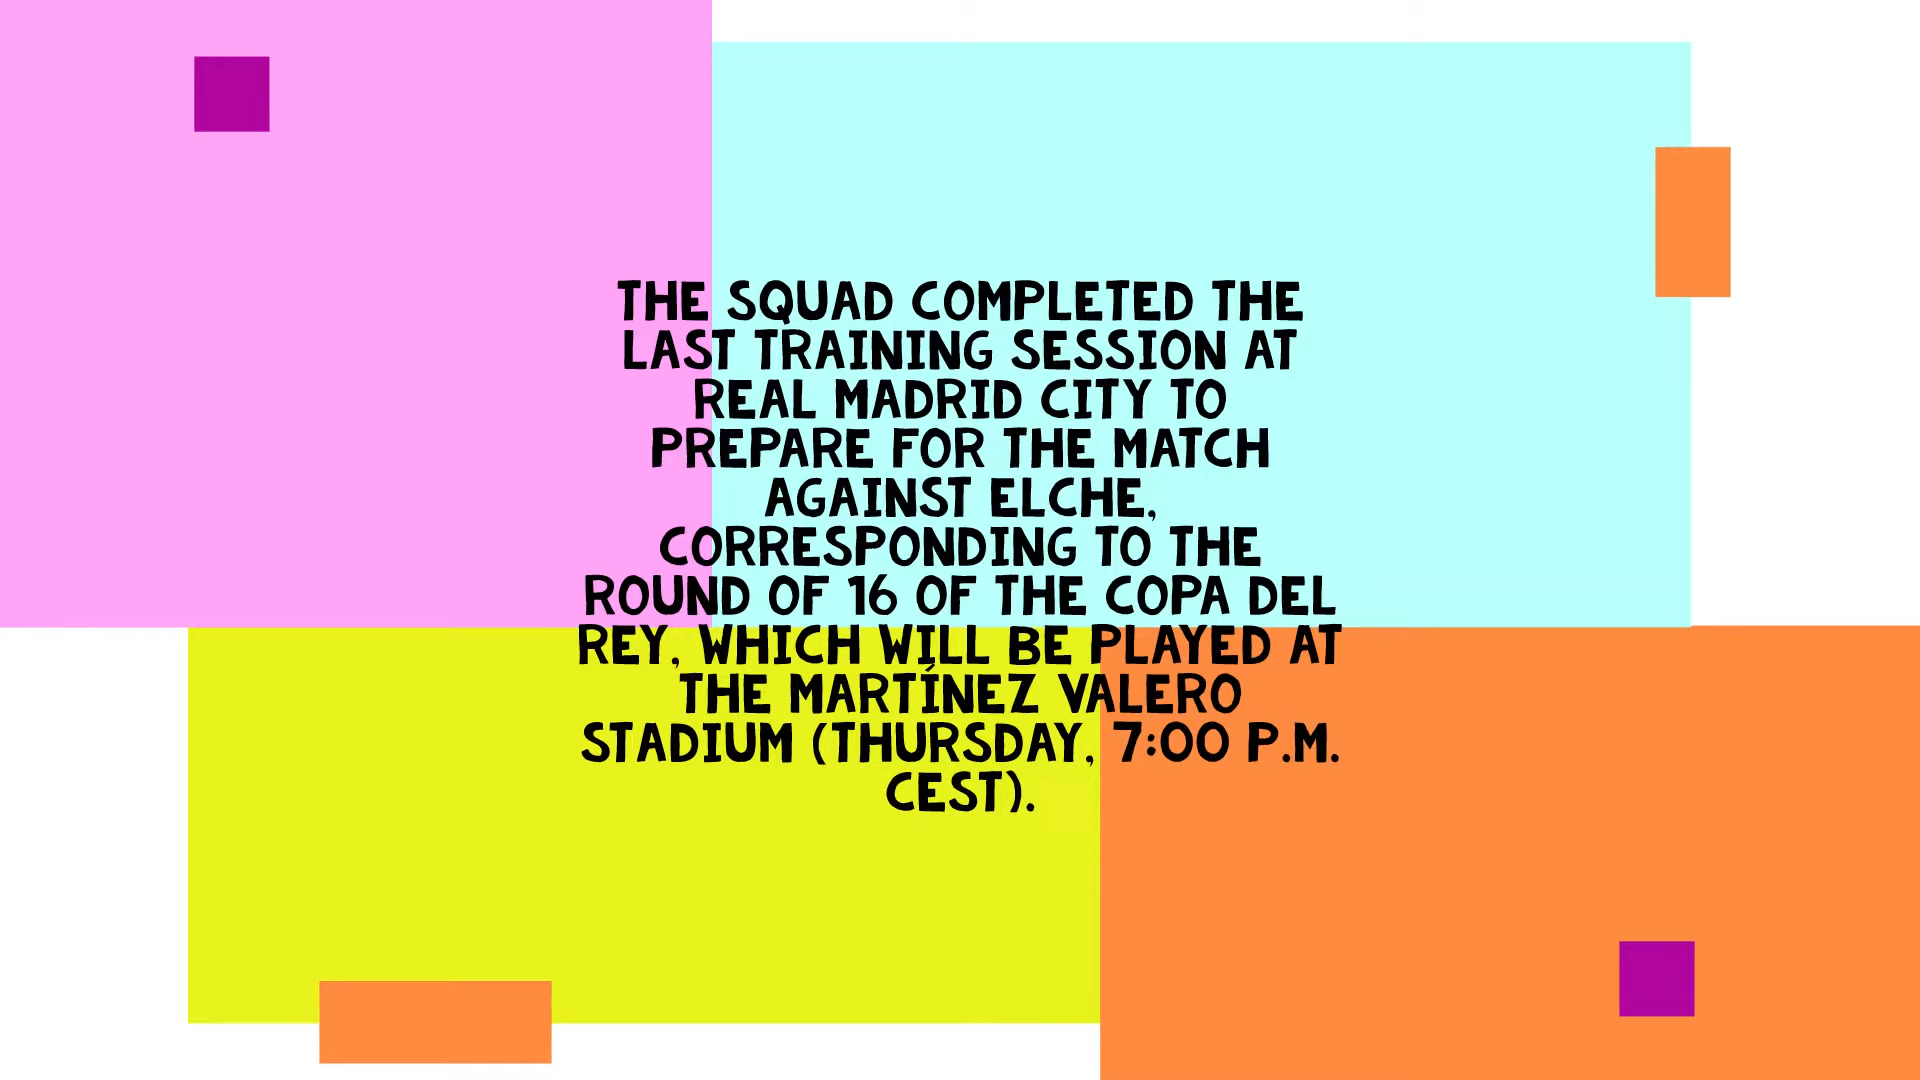 THE SQUAD COMPLETED THE
LAST TRAINING SESSION AT
REAL MADRID CITY TO
PREPARE FOR THE MATCH
AGAINST ELCHE,
CORRESPONDING TO THE
ROUND OF 16 OF THE COPA DEL
REY, WHICH WILL BE PLAYED AT
THE MARTÍNEZ VALERO
STADIUM (THURSDAY, 7:00 P.M.
CEST).